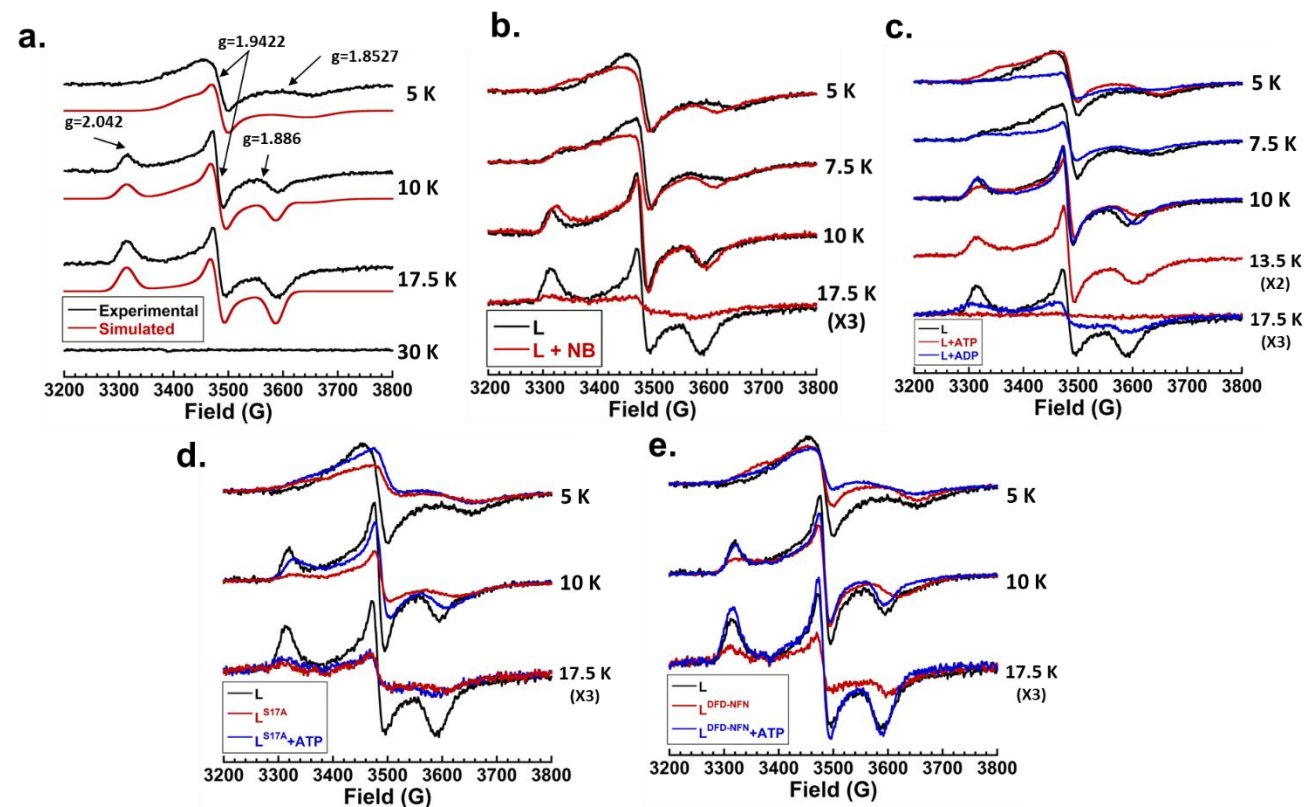 a.
g=1.9422
g=1.8527
5 K
g=2.042
g=1.886
10 K
17.5 K
Experimental
Simulated
30 K
3200 3300 3400 3500 3600 3700 3800
Field (G)
b.
5 K
7.5 K
10 K
17.5 K
(X3)
L
L + NB
3200 3300 3400 3500 3600 3700 3800
Field (G)
c.
5 K
7.5 K
10 K
13.5 K
(X2)
17.5 K
(X3)
L
L+ATP
L+ADP
3200 3300 3400 3500 3600 3700 3800
Field (G)
d.
5 K
10 K
17.5 K
(X3)
L
L^S17A
L^S17A+ATP
3200 3300 3400 3500 3600 3700 3800
Field (G)
e.
5 K
10 K
17.5 K
(X3)
L
L^DFD-NFN
L^DFD-NFN+ATP
3200 3300 3400 3500 3600 3700 3800
Field (G)